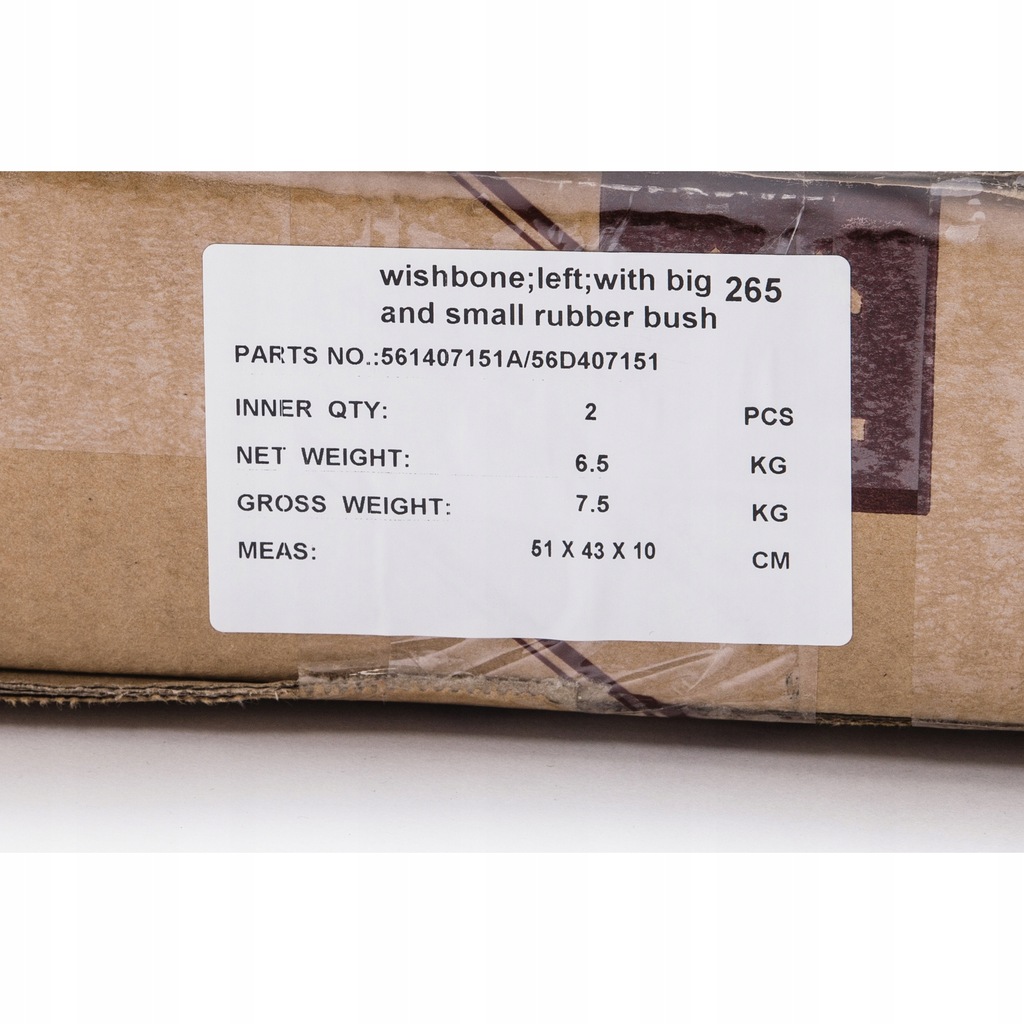 wishbone;left;with big 265
and small rubber bush
PARTS NO.:561407151A/56D407151
INNER QTY: 2 PCS
NET WEIGHT: 6.5 KG
GROSS WEIGHT: 7.5 KG
MEAS: 51 X 43 X 10 CM